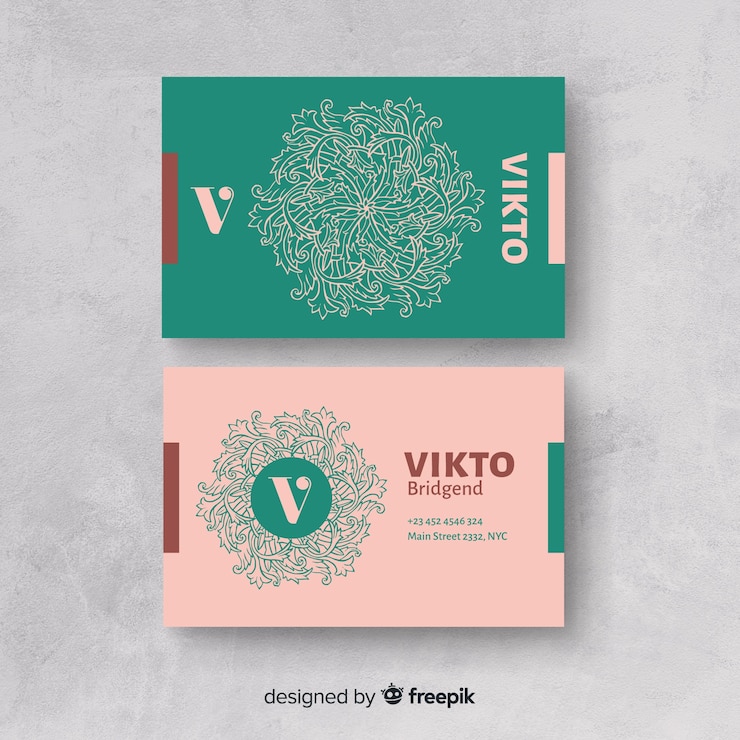 V
VIKTO
V
VIKTO
Bridgend
+23 452 4546 324
Main Street 2332, NYC
designed by freepik